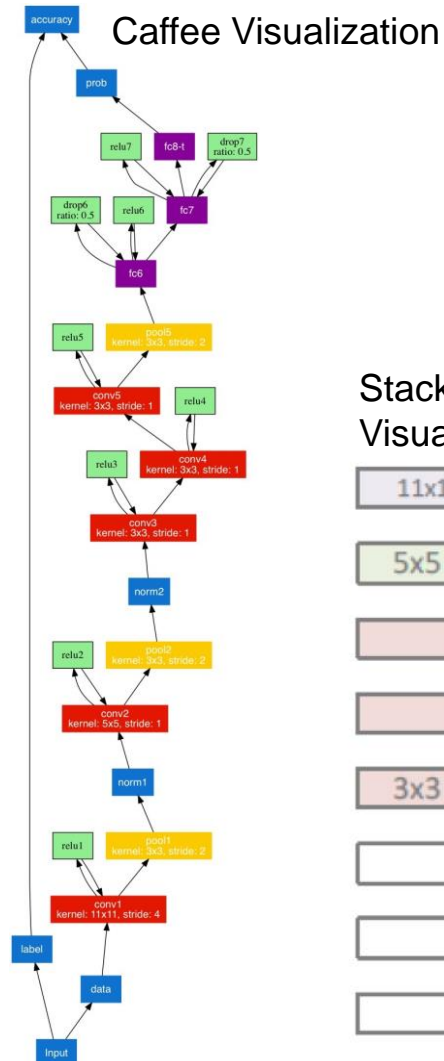 Caffee Visualization
accuracy
prob
relu7
fc8-t
drop7
ratio: 0.5
drop6
ratio: 0.5
relu6
fc7
fc6
relu5
pool5
kernel: 3x3, stride: 2
conv5
kernel: 3x3, stride: 1
relu4
relu3
conv4
kernel: 3x3, stride: 1
conv3
kernel: 3x3, stride: 1
norm2
relu2
pool2
kernel: 3x3, stride: 2
conv2
kernel: 5x5, stride: 1
norm1
relu1
pool1
kernel: 3x3, stride: 2
conv1
kernel: 11x11, stride: 4
label
data
Input
Stack
Visua
11x1
5x5
3x3